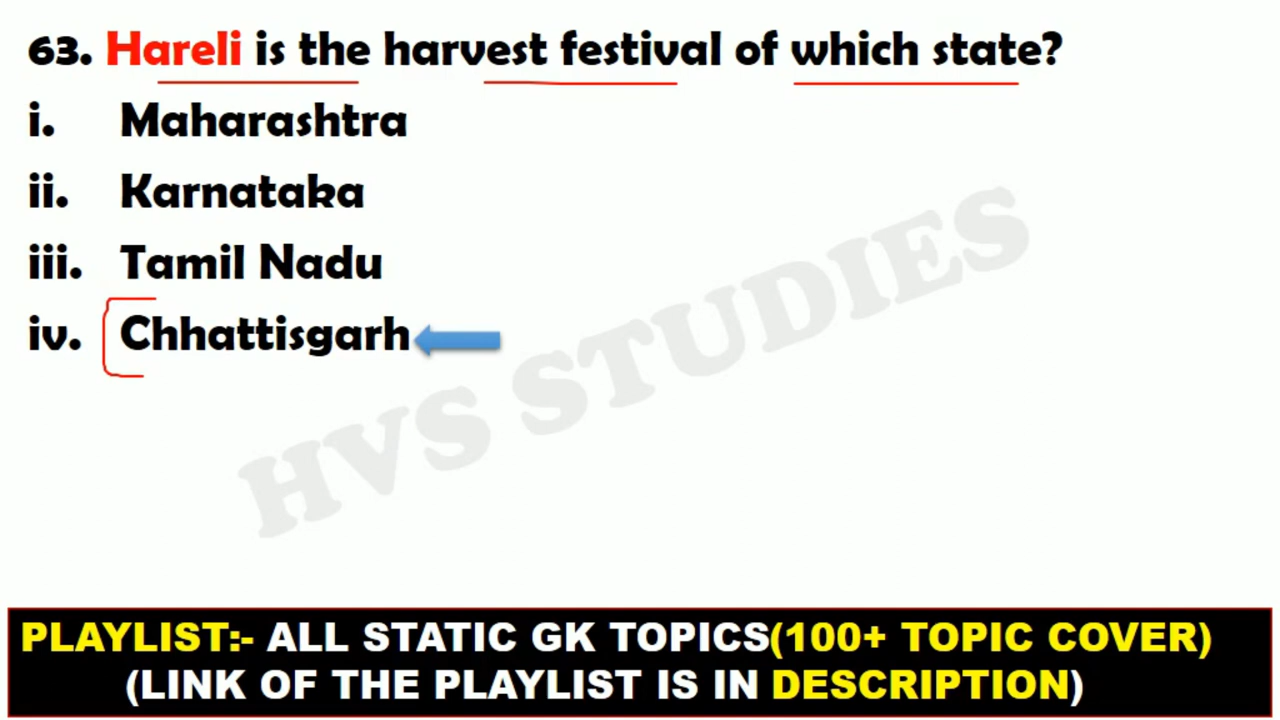 63. Hareli is the harvest festival of which state?
i. Maharashtra
ii. Karnataka
iii. Tamil Nadu
iv. Chhattisgarh
HVS STUDIES
PLAYLIST:- ALL STATIC GK TOPICS(100+ TOPIC COVER)
(LINK OF THE PLAYLIST IS IN DESCRIPTION)